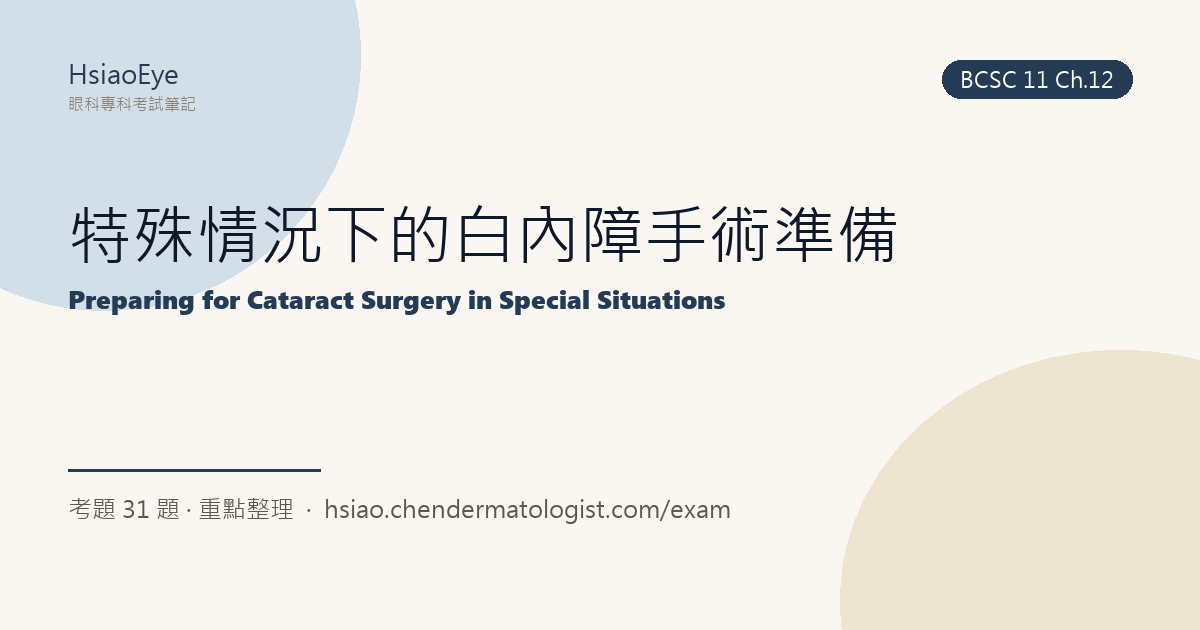 HsiaoEye
眼科專科考試筆記
BCSC 11 Ch.12
特殊情況下的白內障手術準備
Preparing for Cataract Surgery in Special Situations
考題 31 題 · 重點整理 · hsiao.chendermatologist.com/exam